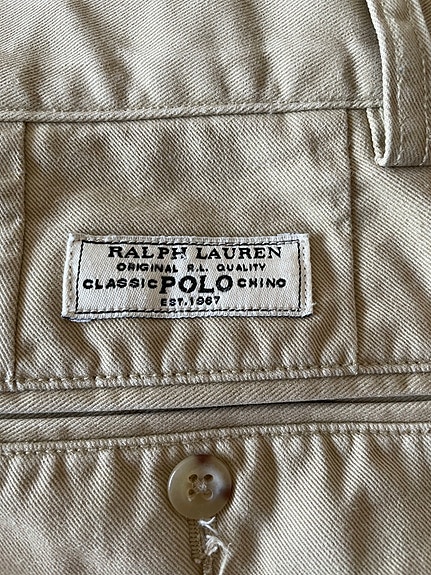 RALPH LAUREN
ORIGINAL R.L. QUALITY
CLASSIC POLO CHINO
EST. 1967